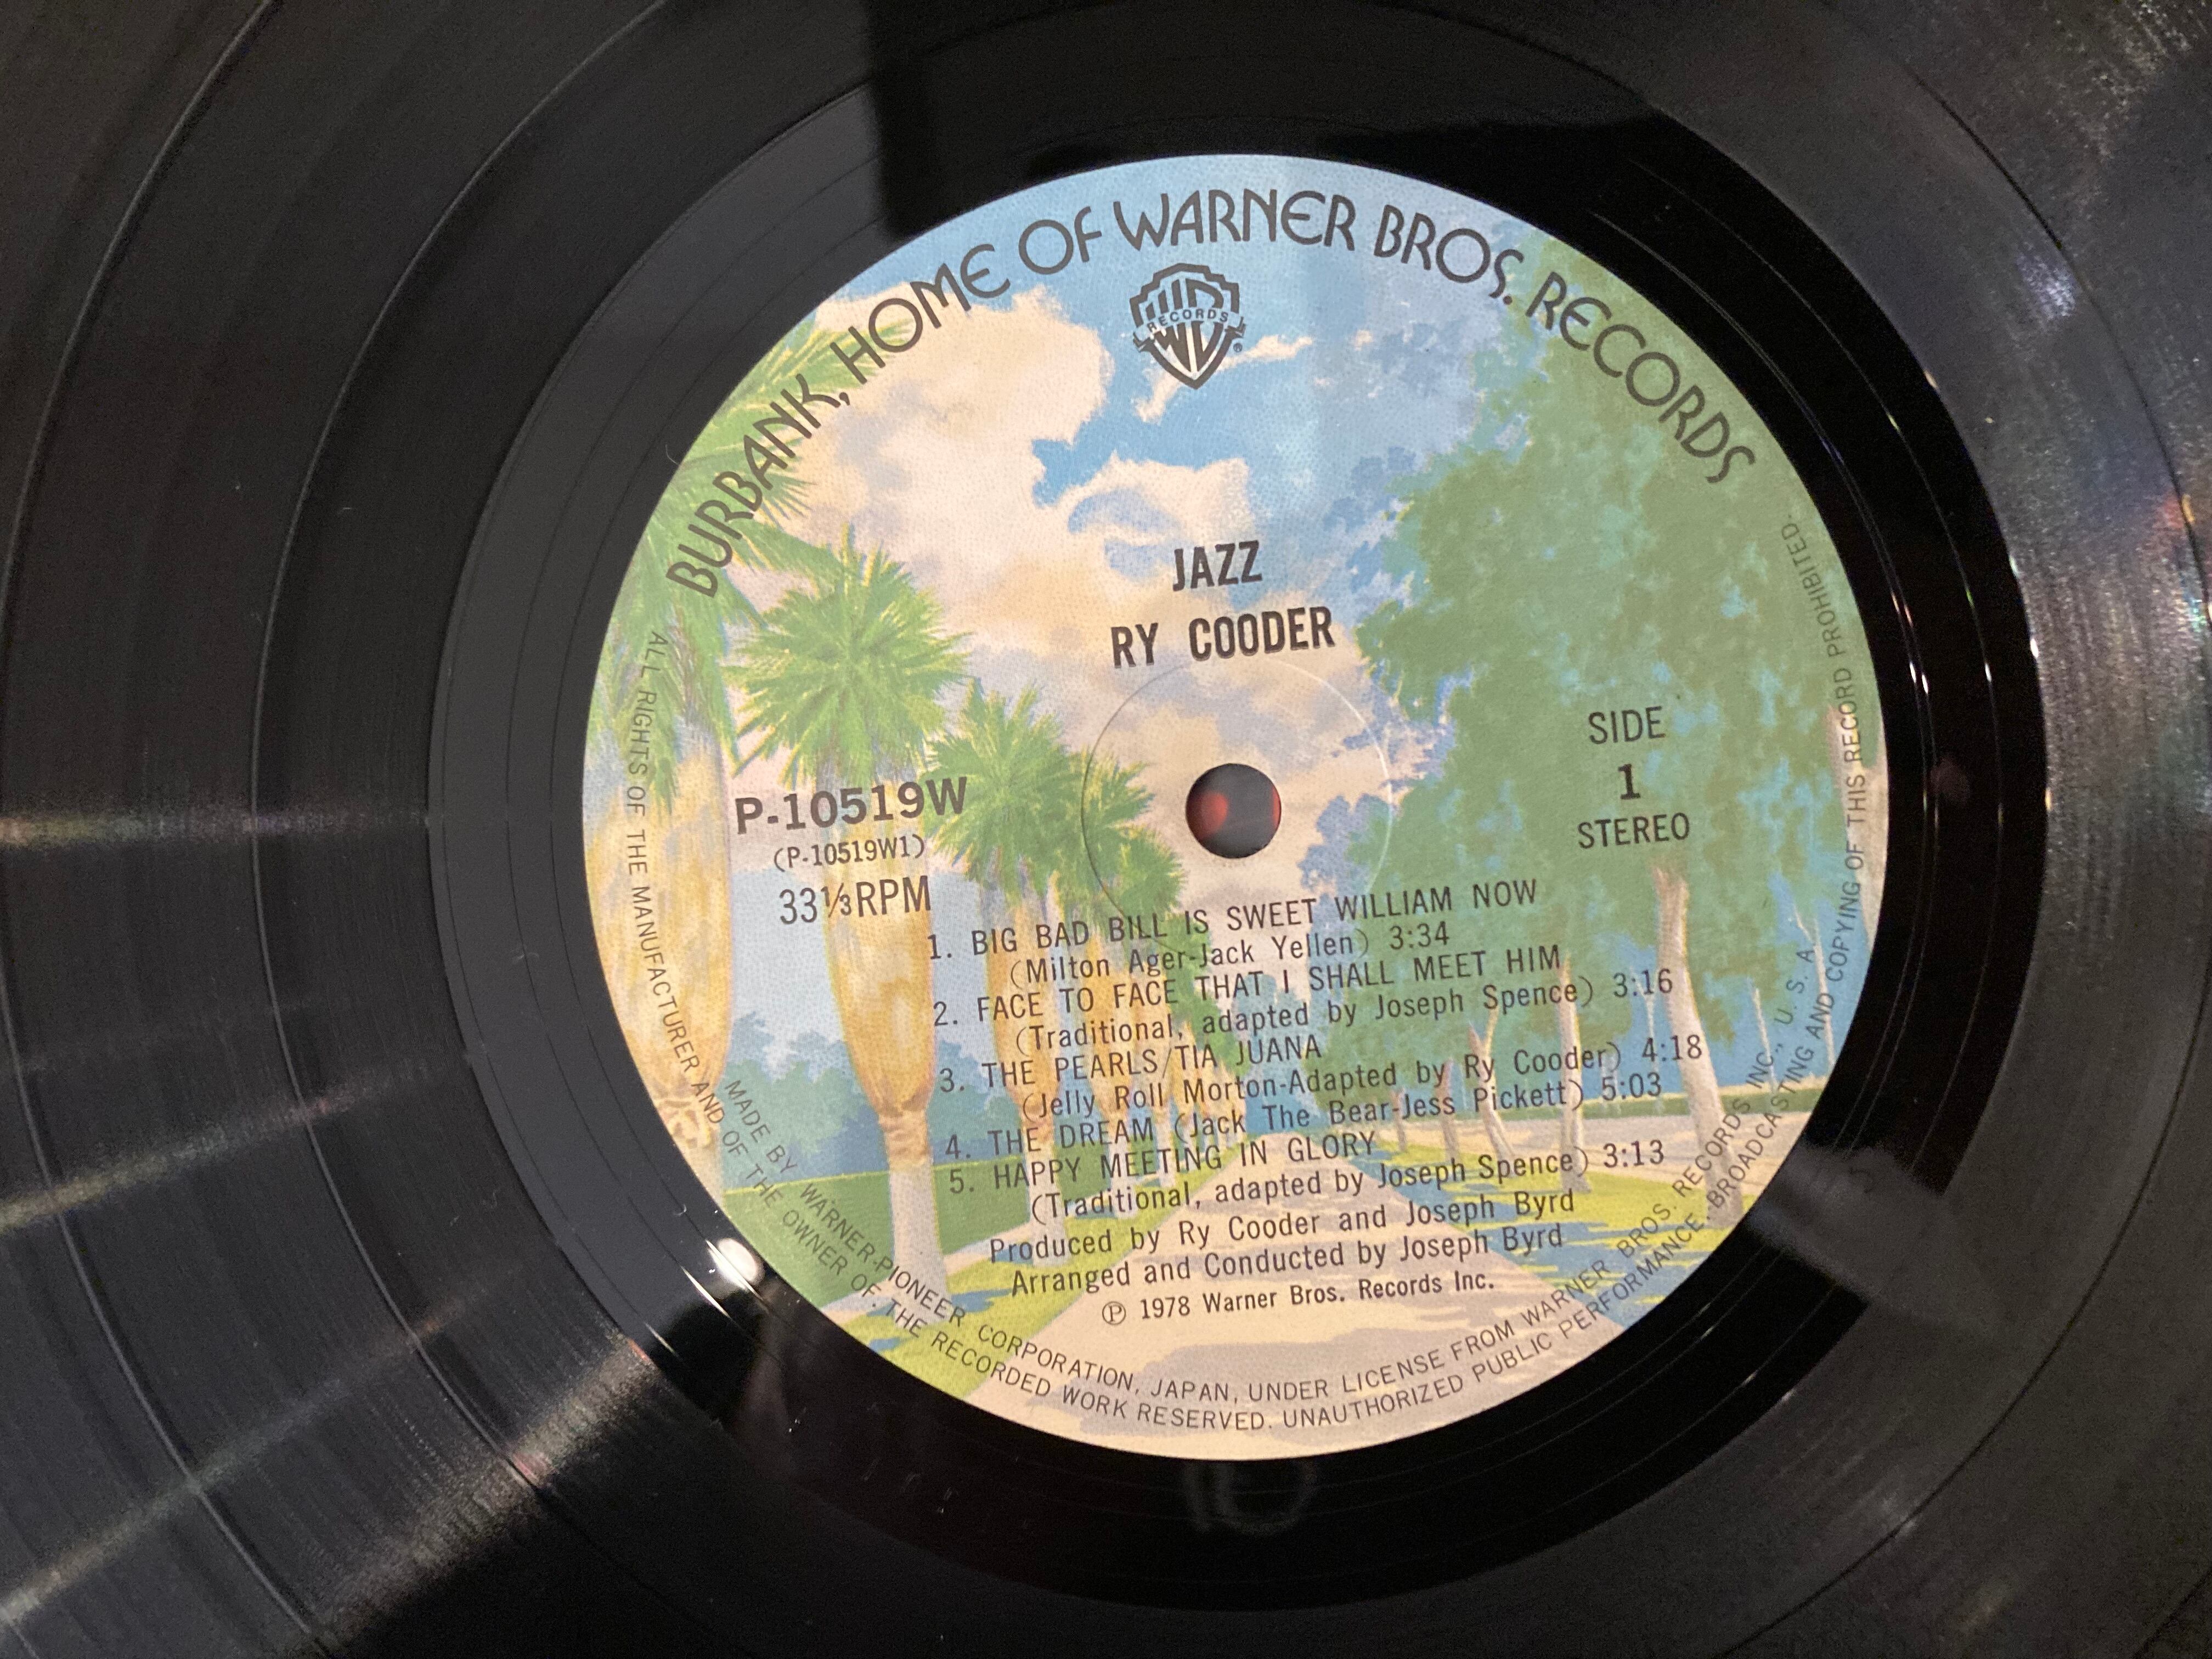 BURBANK, HOME OF WARNER BROS. RECORDS
WB
RECORDS
®
JAZZ
RY COODER
SIDE
1
STEREO
P-10519W
(P-10519W1)
33⅓RPM
1. BIG BAD BILL IS SWEET WILLIAM NOW
(Milton Ager-Jack Yellen) 3:34
2. FACE TO FACE THAT I SHALL MEET HIM
(Traditional, adapted by Joseph Spence) 3:16
3. THE PEARLS/TIA JUANA
(Jelly Roll Morton-Adapted by Ry Cooder) 4:18
4. THE DREAM (Jack The Bear-Jess Pickett) 5:03
5. HAPPY MEETING IN GLORY
(Traditional, adapted by Joseph Spence) 3:13
Produced by Ry Cooder and Joseph Byrd
Arranged and Conducted by Joseph Byrd
℗ 1978 Warner Bros. Records Inc.
MADE BY WARNER-PIONEER CORPORATION, JAPAN, UNDER LICENSE FROM WARNER BROS. RECORDS INC., U. S. A
ALL RIGHTS OF THE MANUFACTURER AND OF THE OWNER OF THE RECORDED WORK RESERVED. UNAUTHORIZED PUBLIC PERFORMANCE, BROADCASTING AND COPYING OF THIS RECORD PROHIBITED.